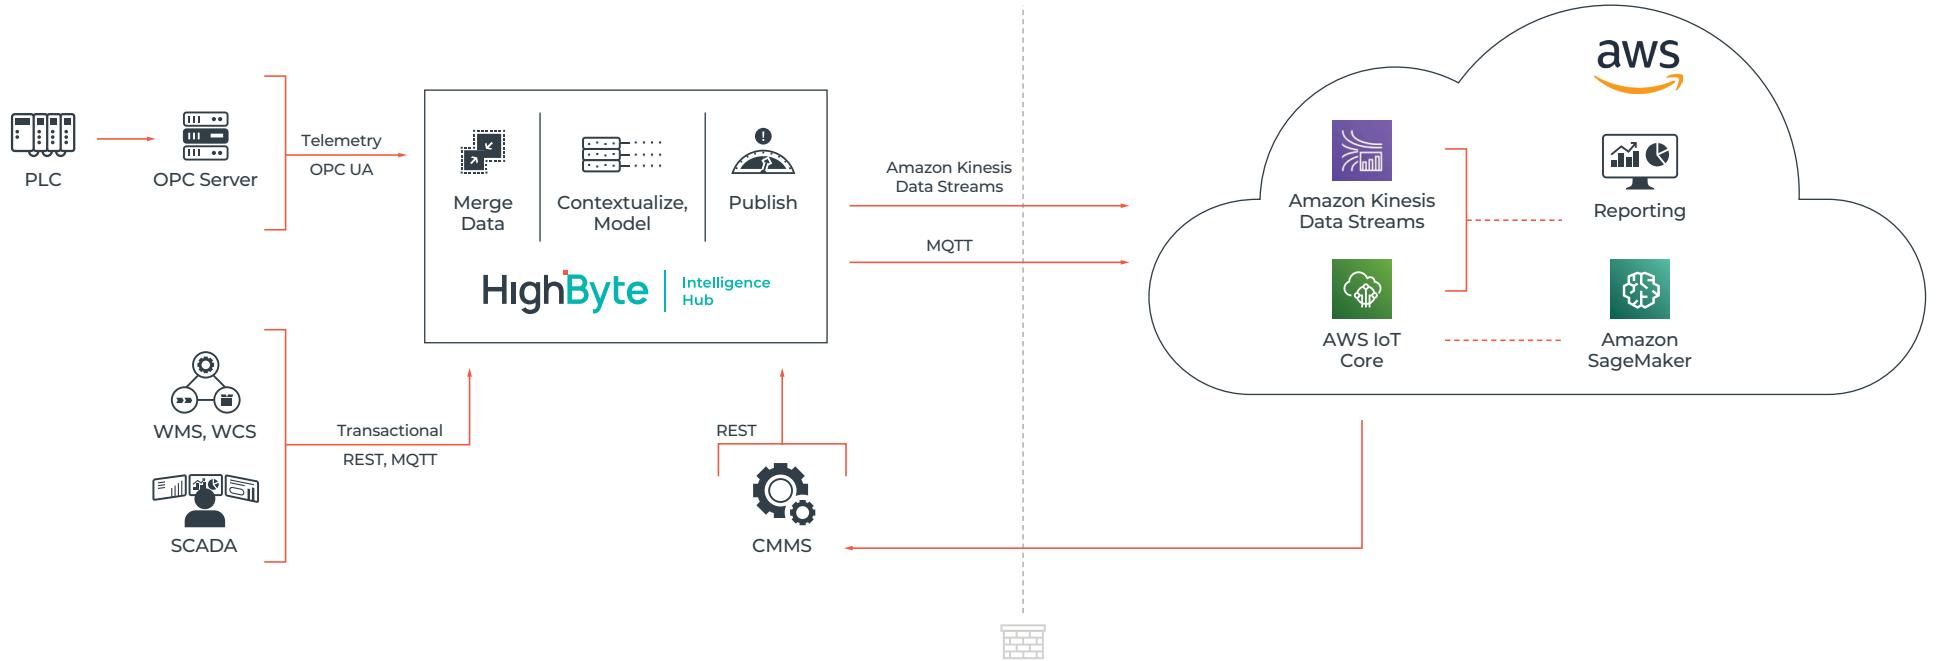 PLC
OPC Server
Telemetry
OPC UA
Merge
Data
Contextualize,
Model
Publish
HighByte
Intelligence
Hub
WMS, WCS
SCADA
Transactional
REST, MQTT
REST
CMMS
Amazon Kinesis
Data Streams
MQTT
aws
Amazon Kinesis
Data Streams
Reporting
AWS IoT
Core
Amazon
SageMaker